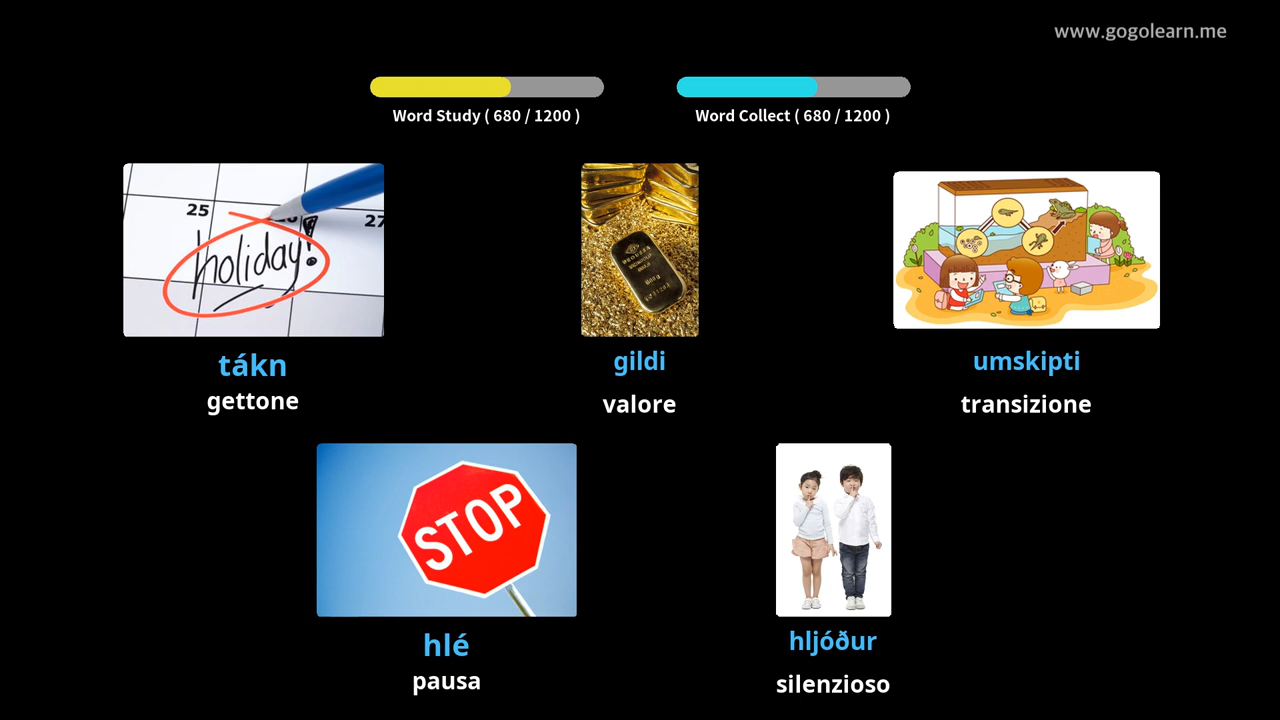 www.gogolearn.me
Word Study ( 680 / 1200 )
Word Collect ( 680 / 1200 )
25
27
holiday!
tákn
gettone
gildi
valore
umskipti
transizione
STOP
hlé
pausa
hljóður
silenzioso